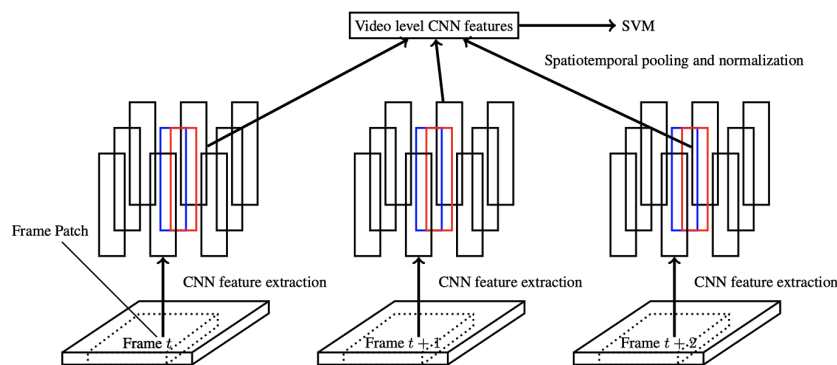 Video level CNN features
SVM
Spatiotemporal pooling and normalization
Frame Patch
CNN feature extraction
CNN feature extraction
CNN feature extraction
Frame t
Frame t + 1
Frame t + 2